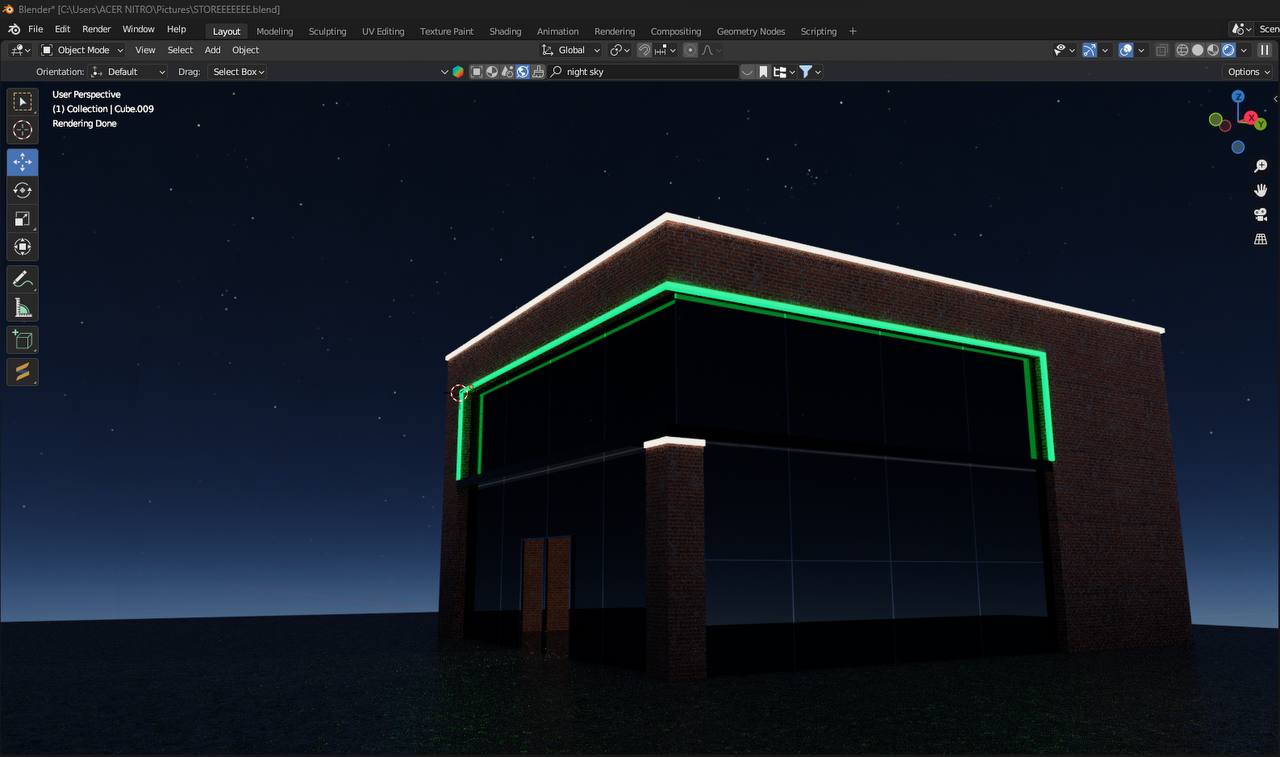 Blender* [C:\Users\ACER NITRO\Pictures\STOREEEEEEE.blend]
File Edit Render Window Help Layout Modeling Sculpting UV Editing Texture Paint Shading Animation Rendering Compositing Geometry Nodes Scripting + Scen
Object Mode View Select Add Object Global
Orientation: Default Drag: Select Box night sky Options
User Perspective
(1) Collection | Cube.009
Rendering Done
Z
X
Y